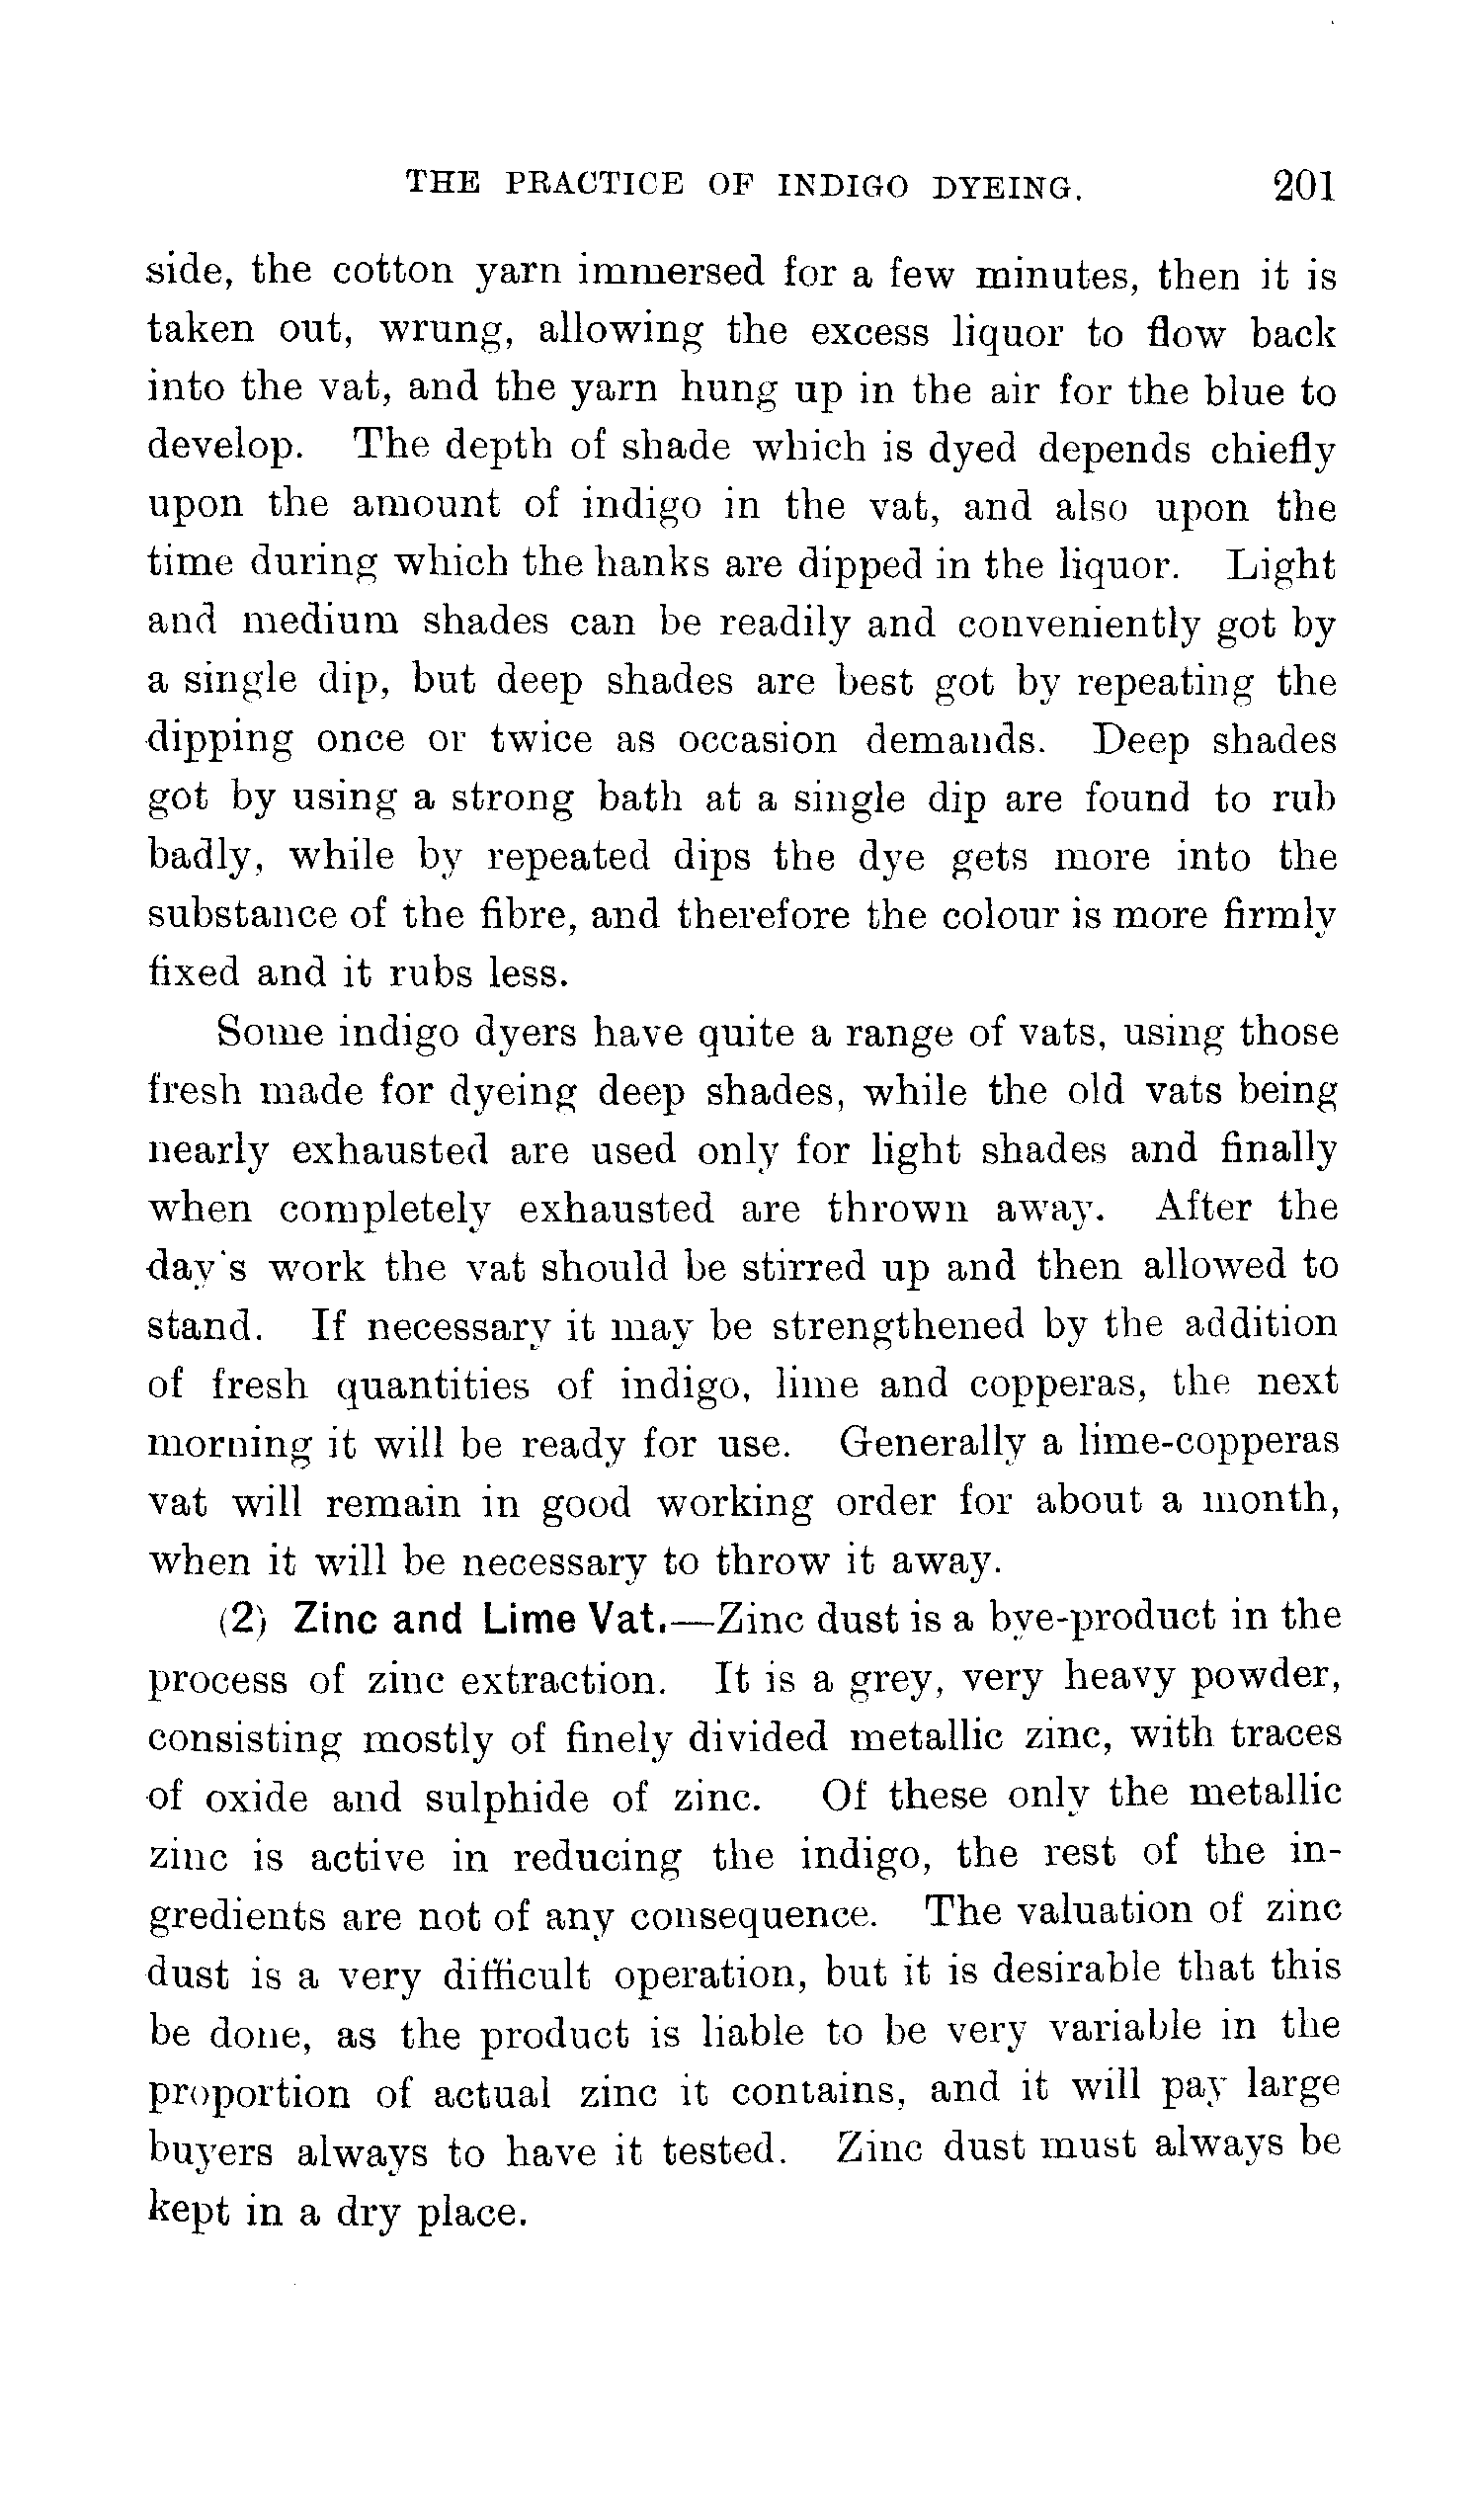 THE PRACTICE OF INDIGO DYEING. 201
side, the cotton yarn immersed for a few minutes, then it is
taken out, wrung, allowing the excess liquor to flow back
into the vat, and the yarn hung up in the air for the blue to
develop. The depth of shade which is dyed depends chiefly
upon the amount of indigo in the vat, and also upon the
time during which the hanks are dipped in the liquor. Light
and medium shades can be readily and conveniently got by
a single dip, but deep shades are best got by repeating the
dipping once or twice as occasion demands. Deep shades
got by using a strong bath at a single dip are found to rub
badly, while by repeated dips the dye gets more into the
substance of the fibre, and therefore the colour is more firmly
fixed and it rubs less.
Some indigo dyers have quite a range of vats, using those
fresh made for dyeing deep shades, while the old vats being
nearly exhausted are used only for light shades and finally
when completely exhausted are thrown away. After the
day's work the vat should be stirred up and then allowed to
stand. If necessary it may be strengthened by the addition
of fresh quantities of indigo, lime and copperas, the next
morning it will be ready for use. Generally a lime-copperas
vat will remain in good working order for about a month,
when it will be necessary to throw it away.
(2) Zinc and Lime Vat.—Zinc dust is a bye-product in the
process of zinc extraction. It is a grey, very heavy powder,
consisting mostly of finely divided metallic zinc, with traces
of oxide and sulphide of zinc. Of these only the metallic
zinc is active in reducing the indigo, the rest of the in-
gredients are not of any consequence. The valuation of zinc
dust is a very difficult operation, but it is desirable that this
be done, as the product is liable to be very variable in the
proportion of actual zinc it contains, and it will pay large
buyers always to have it tested. Zinc dust must always be
kept in a dry place.